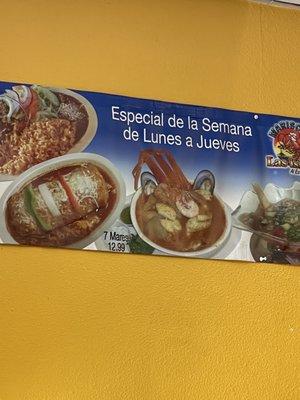 Especial de la Semana
de Lunes a Jueves
7 Mares
12.99